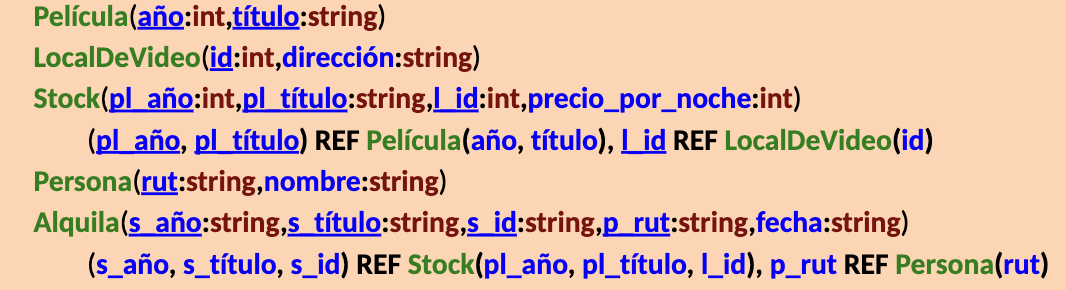 Película(año:int,título:string)
LocalDeVideo(id:int,dirección:string)
Stock(pl_año:int,pl_título:string,l_id:int,precio_por_noche:int)
(pl_año, pl_título) REF Película(año, título), l_id REF LocalDeVideo(id)
Persona(rut:string,nombre:string)
Alquila(s_año:string,s_título:string,s_id:string,p_rut:string,fecha:string)
(s_año, s_título, s_id) REF Stock(pl_año, pl_título, l_id), p_rut REF Persona(rut)